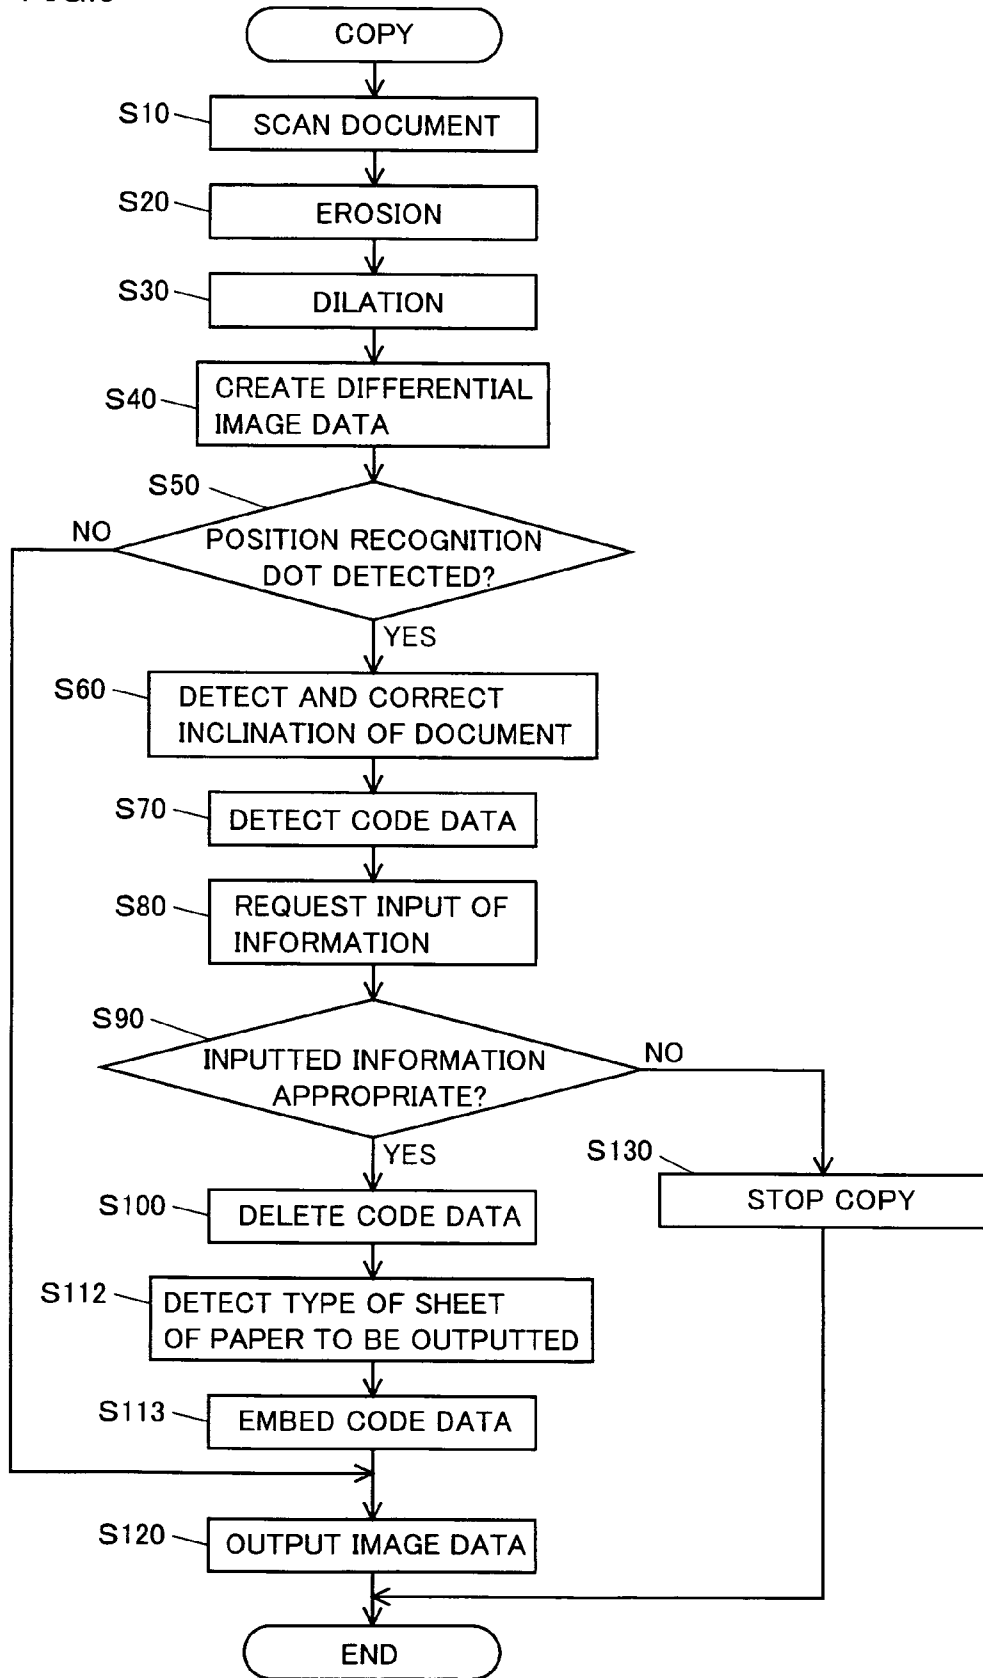 COPY
S10
SCAN DOCUMENT
S20
EROSION
S30
DILATION
S40
CREATE DIFFERENTIAL
IMAGE DATA
S50
NO
POSITION RECOGNITION
DOT DETECTED?
YES
S60
DETECT AND CORRECT
INCLINATION OF DOCUMENT
S70
DETECT CODE DATA
S80
REQUEST INPUT OF
INFORMATION
S90
INPUTTED INFORMATION
APPROPRIATE?
NO
YES
S130
STOP COPY
S100
DELETE CODE DATA
S112
DETECT TYPE OF SHEET
OF PAPER TO BE OUTPUTTED
S113
EMBED CODE DATA
S120
OUTPUT IMAGE DATA
END